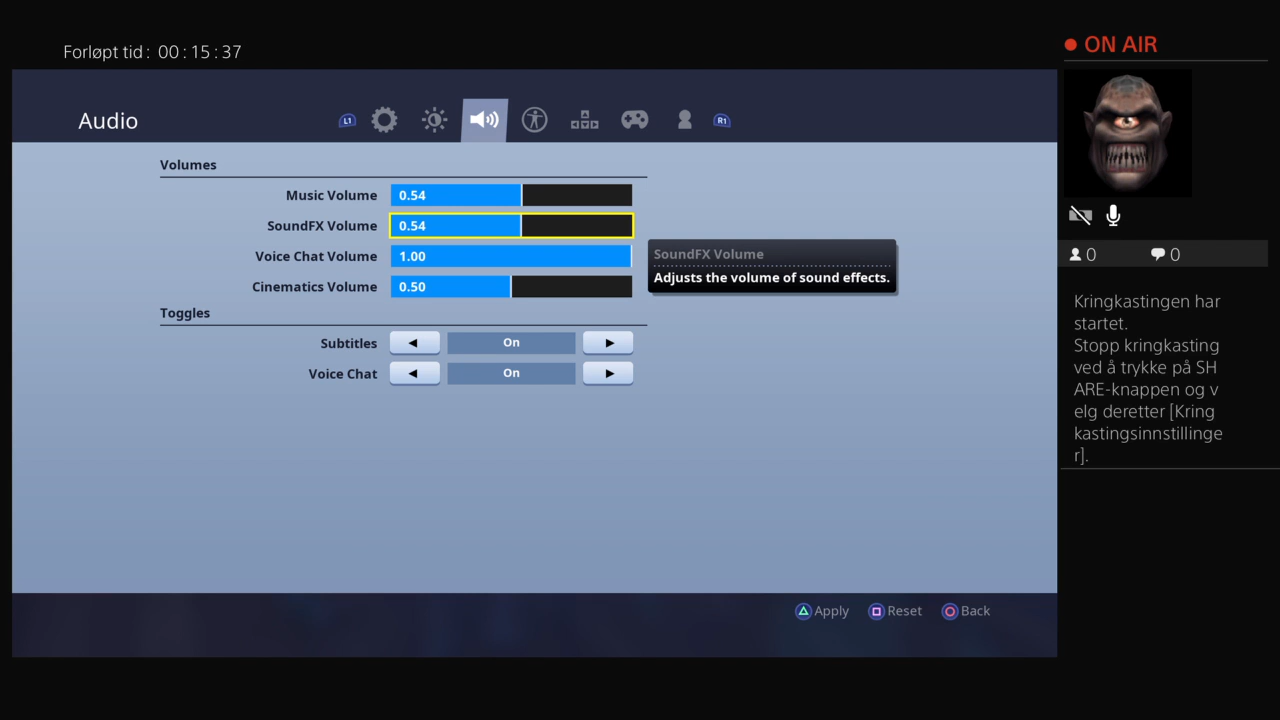 Forløpt tid: 00:15:37
ON AIR
Audio
L1
R1
Volumes
Music Volume 0.54
SoundFX Volume 0.54
Voice Chat Volume 1.00
Cinematics Volume 0.50
SoundFX Volume
Adjusts the volume of sound effects.
Toggles
Subtitles On
Voice Chat On
Apply Reset Back
0 0
Kringkastingen har
startet.
Stopp kringkasting
ved å trykke på SH
ARE-knappen og v
elg deretter [Kring
kastingsinnstillinge
r].